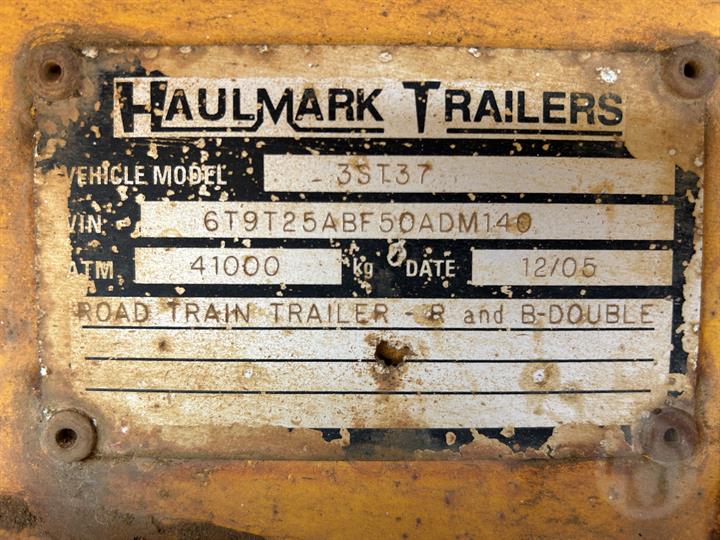 HAULMARK TRAILERS
VEHICLE MODEL 3ST37
VIN 6T9T25ABF50ADM140
ATM 41000 kg DATE 12/05
ROAD TRAIN TRAILER - R and B-DOUBLE